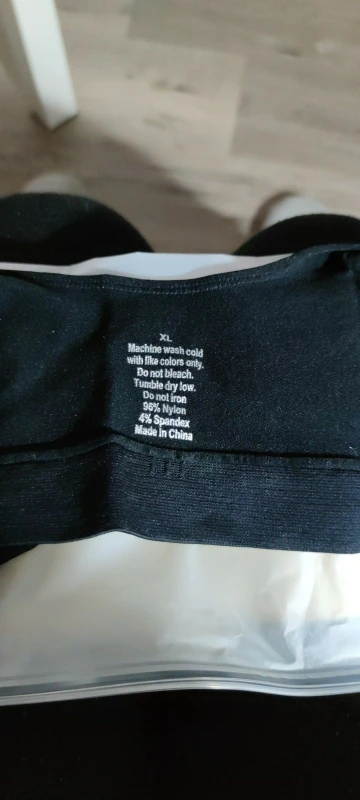 XL
Machine wash cold
with like colors only.
Do not bleach.
Tumble dry low.
Do not iron
96% Nylon
4% Spandex
Made in China